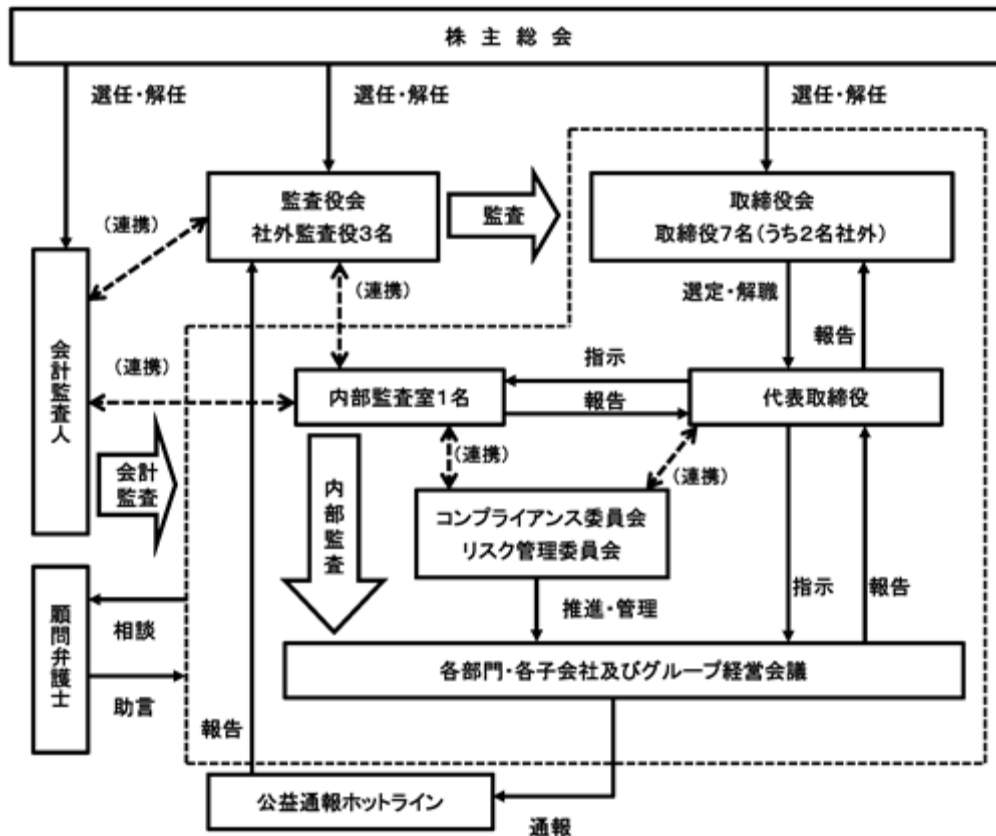 株主総会
選任・解任
選任・解任
選任・解任
監査役会
社外監査役3名
監査
取締役会
取締役7名(うち2名社外)
(連携)
(連携)
選定・解職
報告
会計監査人
(連携)
内部監査室1名
指示
報告
代表取締役
会計
監査
内部監査
(連携)
(連携)
コンプライアンス委員会
リスク管理委員会
顧問弁護士
相談
助言
推進・管理
指示
報告
各部門・各子会社及びグループ経営会議
報告
公益通報ホットライン
通報